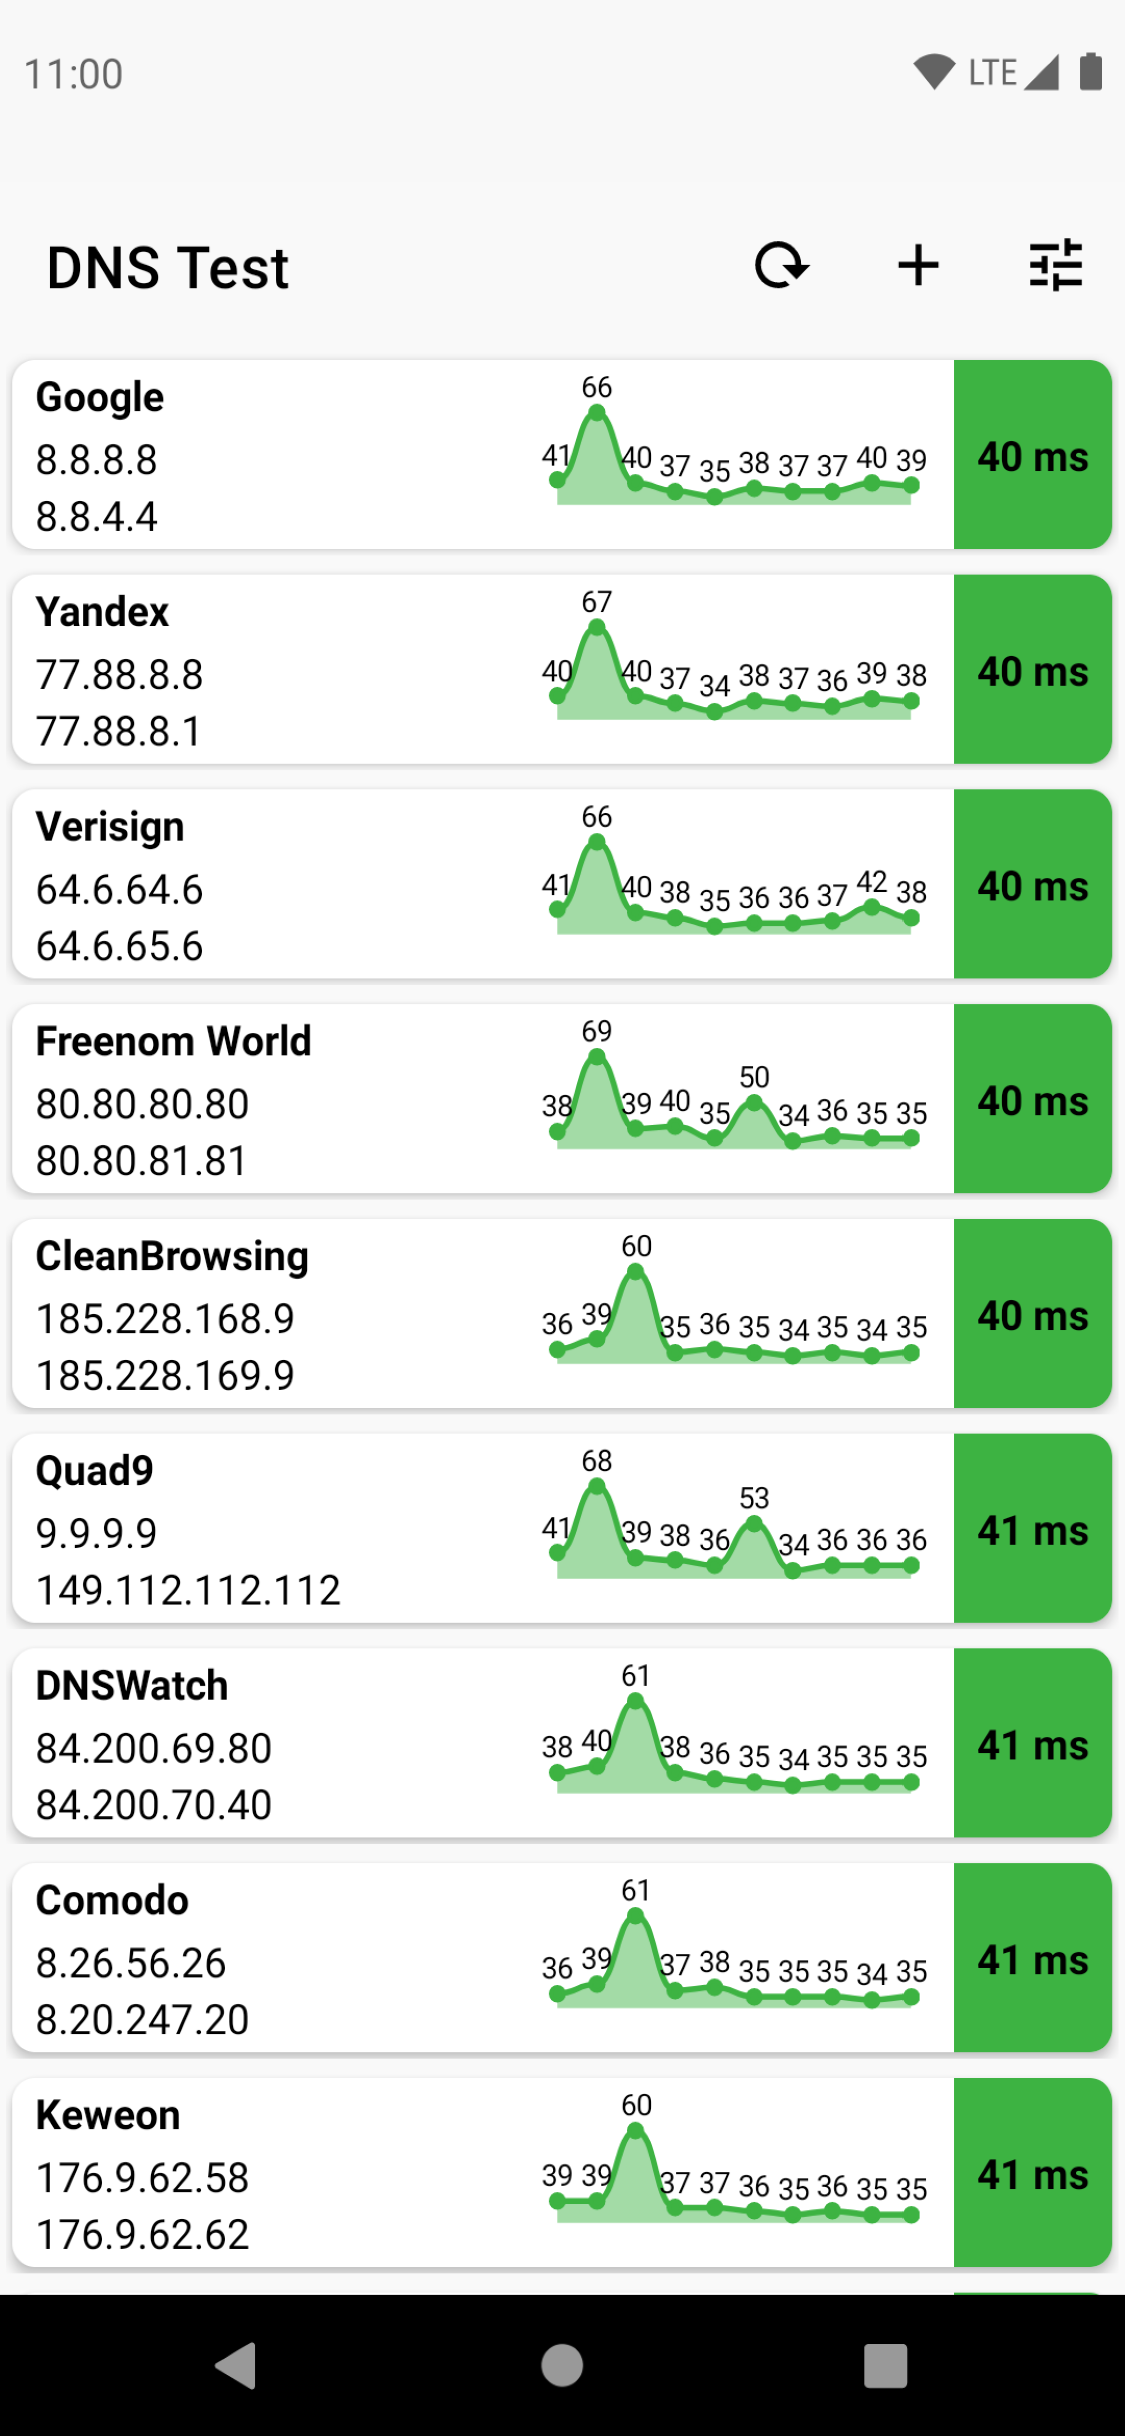 11:00 LTE
DNS Test
Google
8.8.8.8
8.8.4.4
66
41 40 37 35 38 37 37 40 39
40 ms
Yandex
77.88.8.8
77.88.8.1
67
40 40 37 34 38 37 36 39 38
40 ms
Verisign
64.6.64.6
64.6.65.6
66
41 40 38 35 36 36 37 42 38
40 ms
Freenom World
80.80.80.80
80.80.81.81
69
50
38 39 40 35 34 36 35 35
40 ms
CleanBrowsing
185.228.168.9
185.228.169.9
60
36 39 35 36 35 34 35 34 35
40 ms
Quad9
9.9.9.9
149.112.112.112
68
53
41 39 38 36 34 36 36 36
41 ms
DNSWatch
84.200.69.80
84.200.70.40
61
38 40 38 36 35 34 35 35 35
41 ms
Comodo
8.26.56.26
8.20.247.20
61
36 39 37 38 35 35 35 34 35
41 ms
Keweon
176.9.62.58
176.9.62.62
60
39 39 37 37 36 35 36 35 35
41 ms